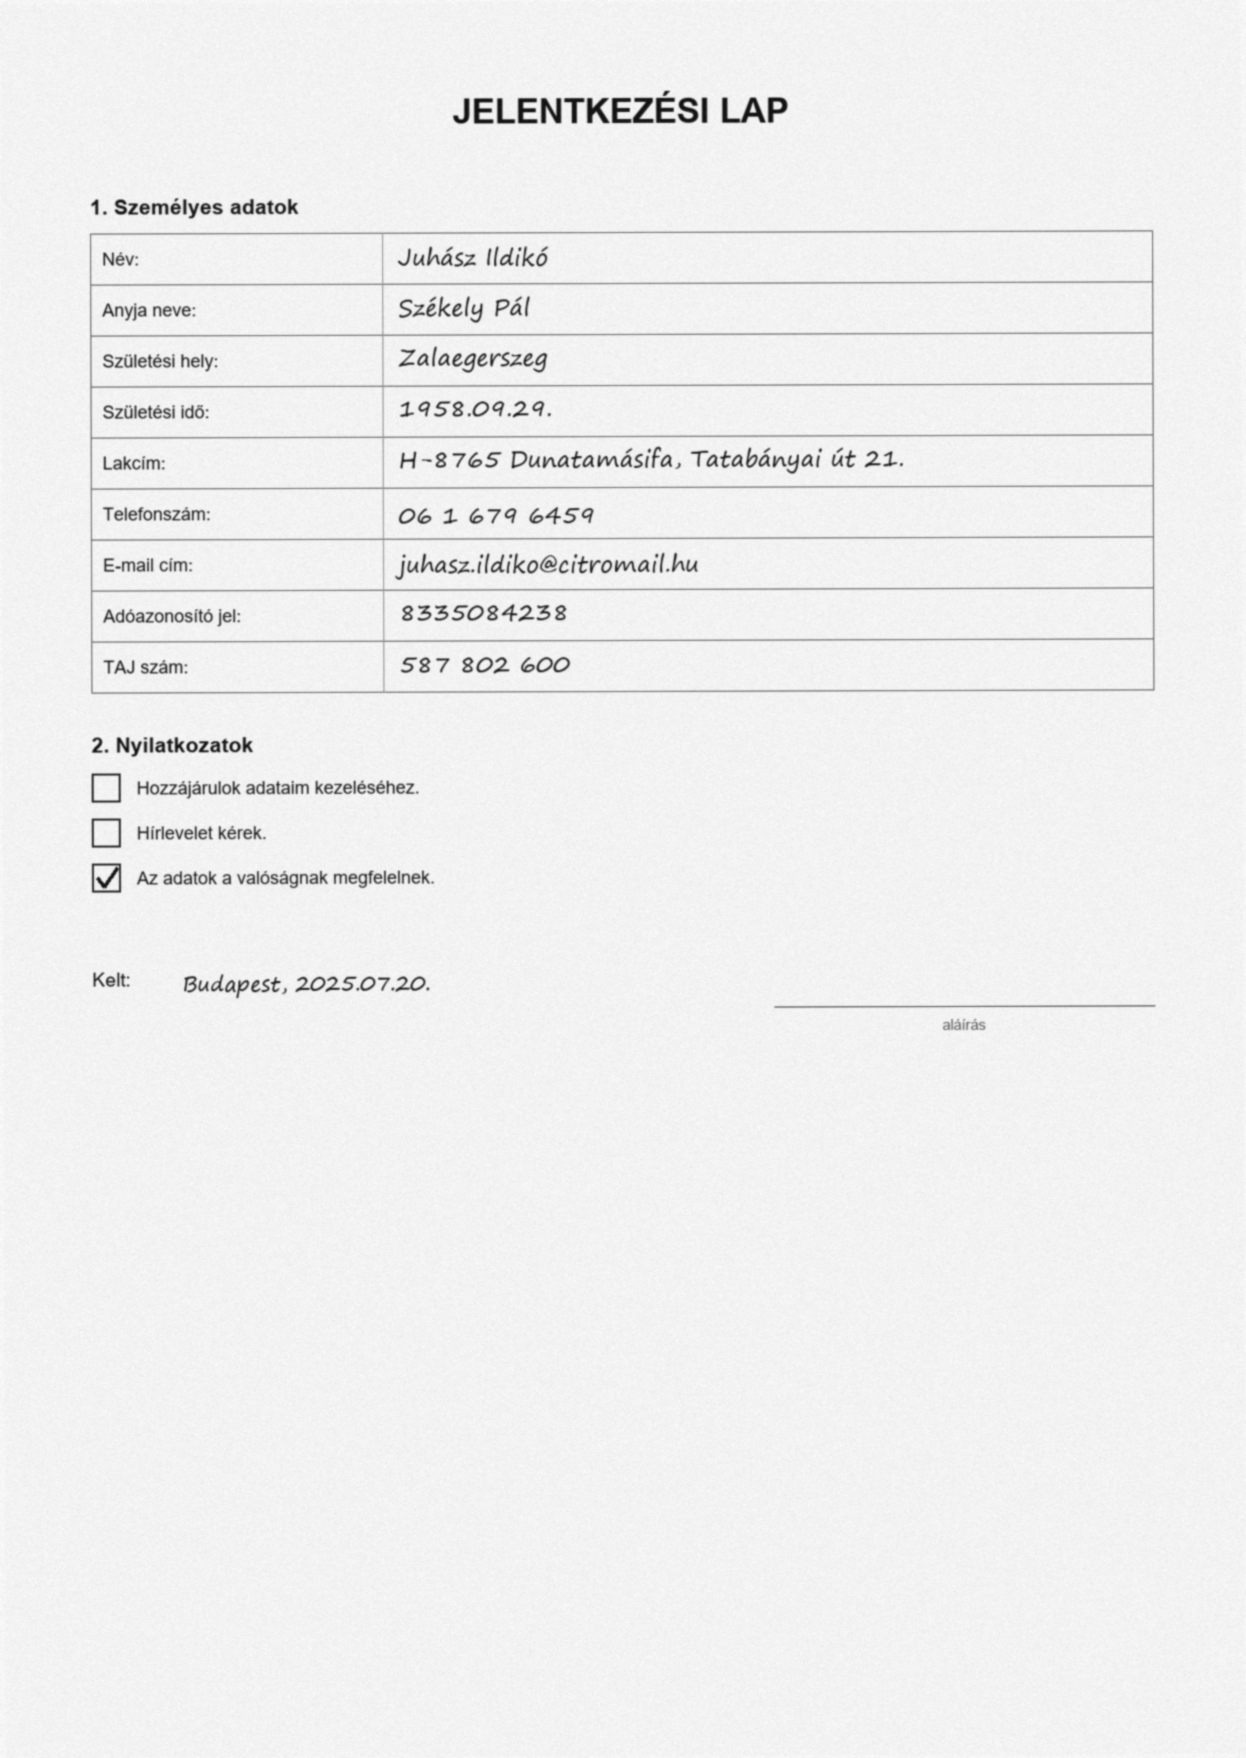 JELENTKEZÉSI LAP
1. Személyes adatok
Név: Juhász Ildikó
Anyja neve: Székely Pál
Születési hely: Zalaegerszeg
Születési idő: 1958.09.29.
Lakcím: H-8765 Dunatamásifa, Tatabányai út 21.
Telefonszám: 06 1 679 6459
E-mail cím: juhasz.ildiko@citromail.hu
Adóazonosító jel: 8335084238
TAJ szám: 587 802 600
2. Nyilatkozatok
Hozzájárulok adataim kezeléséhez.
Hírlevelet kérek.
Az adatok a valóságnak megfelelnek.
Kelt: Budapest, 2025.07.20.
aláírás